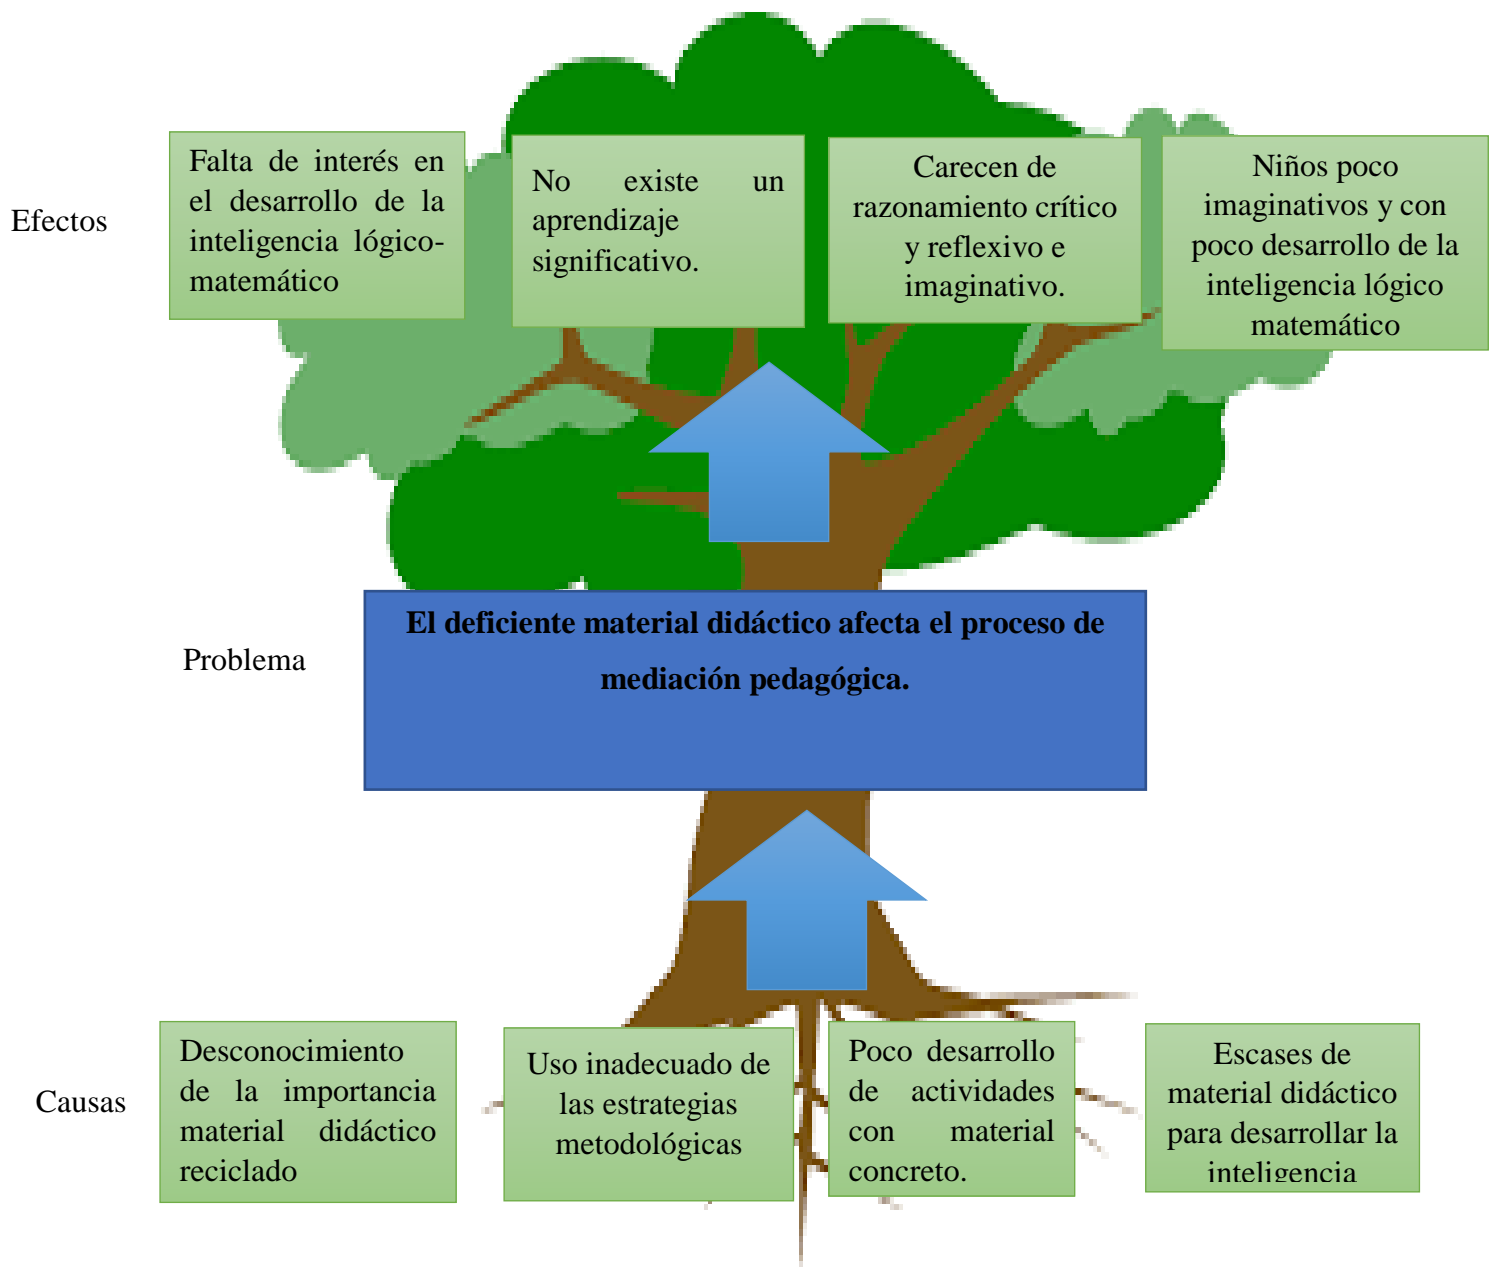 Efectos
Falta de interés en
el desarrollo de la
inteligencia lógico-
matemático
No existe un
aprendizaje
significativo.
Carecen de
razonamiento crítico
y reflexivo e
imaginativo.
Niños poco
imaginativos y con
poco desarrollo de la
inteligencia lógico
matemático
Problema
El deficiente material didáctico afecta el proceso de
mediación pedagógica.
Causas
Desconocimiento
de la importancia
material didáctico
reciclado
Uso inadecuado de
las estrategias
metodológicas
Poco desarrollo
de actividades
con material
concreto.
Escases de
material didáctico
para desarrollar la
inteligencia